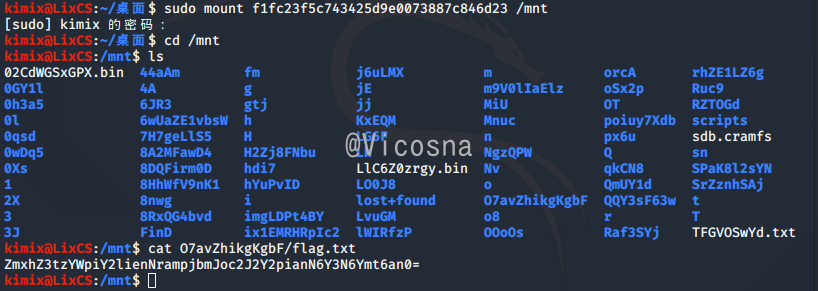 kimix@LixCS:~/桌面$ sudo mount f1fc23f5c743425d9e0073887c846d23 /mnt
[sudo] kimix 的密码：
kimix@LixCS:~/桌面$ cd /mnt
kimix@LixCS:/mnt$ ls
02CdWGSxGPX.bin 44aAm fm j6uLMX m orcA rhZE1LZ6g
0GY1l 4A g jE m9V0lIaElz oSx2p Ruc9
0h3a5 6JR3 gtj jj MiU OT RZTOGd
0l 6wUaZE1vbsW h KxEQM Mnuc poiuy7Xdb scripts
0qsd 7H7geLlS5 H n px6u sdb.cramfs
0wDq5 8A2MFawD4 H2Zj8FNbu NgzQPW Q sn
0Xs 8DQFirm0D hdi7 LlC6Z0zrgy.bin Nv qkCN8 SPaK8l2sYN
1 8HhWfV9nK1 hYuPvID LO0J8 o QmUY1d SrZznhSAj
2X 8nwg i lost+found O7avZhikgKgbF QQY3sF63w t
3 8RxQG4bvd imgLDPt4BY LvuGM o8 r T
3J FinD ix1EMRHRpIc2 lWIRfzP OOoOs Raf3SYj TFGVOSwYd.txt
kimix@LixCS:/mnt$ cat O7avZhikgKgbF/flag.txt
ZmxhZ3tzYWpiY2lienNrampjbmJoc2J2Y2pianN6Y3N6Ymt6an0=
kimix@LixCS:/mnt$
@Vicosna